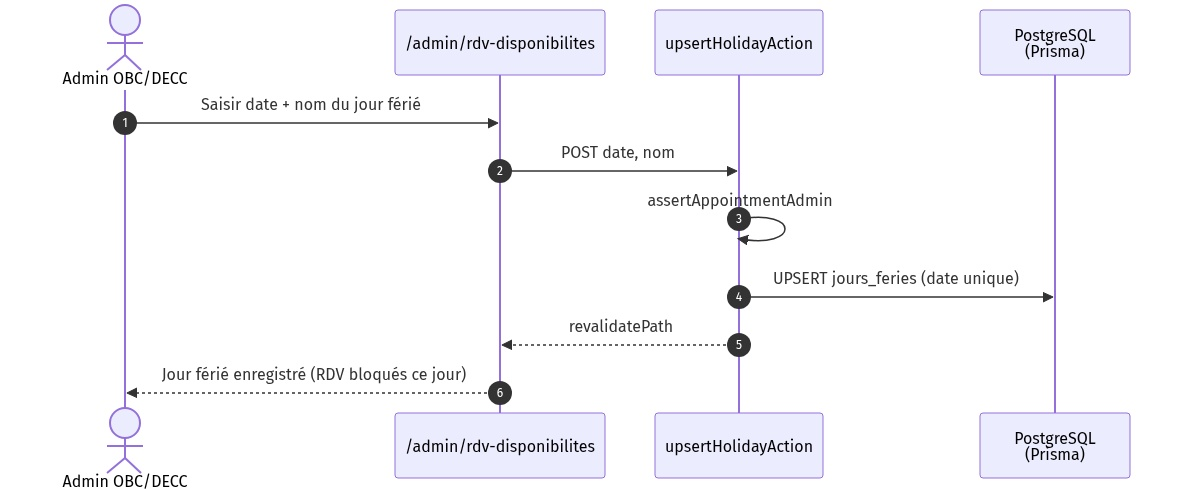 Admin OBC/DECC
/admin/rdv-disponibilites
upsertHolidayAction
PostgreSQL
(Prisma)
Saisir date + nom du jour férié
1
POST date, nom
2
assertAppointmentAdmin
3
UPSERT jours_feries (date unique)
4
revalidatePath
5
Jour férié enregistré (RDV bloqués ce jour)
6
Admin OBC/DECC
/admin/rdv-disponibilites
upsertHolidayAction
PostgreSQL
(Prisma)